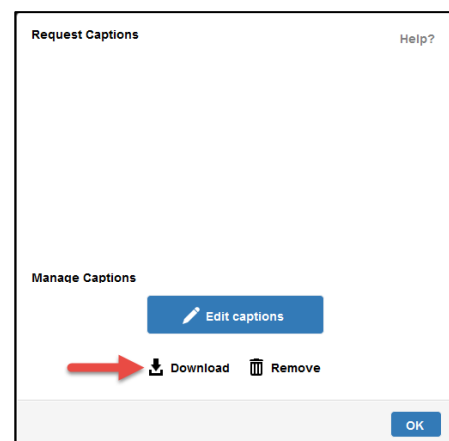 Request Captions
Help?
Manage Captions
Edit captions
Download Remove
OK